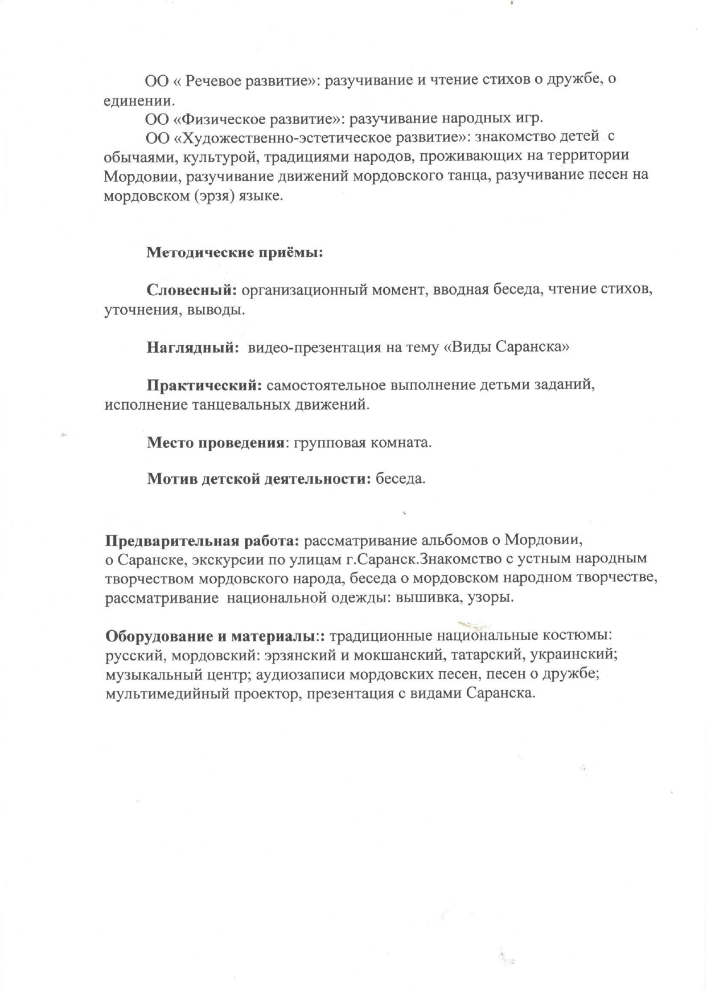 ОО « Речевое развитие»: разучивание и чтение стихов о дружбе, о
единении.
ОО «Физическое развитие»: разучивание народных игр.
ОО «Художественно-эстетическое развитие»: знакомство детей  с
обычаями, культурой, традициями народов, проживающих на территории
Мордовии, разучивание движений мордовского танца, разучивание песен на
мордовском (эрзя) языке.
Методические приёмы:
Словесный: организационный момент, вводная беседа, чтение стихов,
уточнения, выводы.
Наглядный:  видео-презентация на тему «Виды Саранска»
Практический: самостоятельное выполнение детьми заданий,
исполнение танцевальных движений.
Место проведения: групповая комната.
Мотив детской деятельности: беседа.
Предварительная работа: рассматривание альбомов о Мордовии,
о Саранске, экскурсии по улицам г.Саранск.Знакомство с устным народным
творчеством мордовского народа, беседа о мордовском народном творчестве,
рассматривание  национальной одежды: вышивка, узоры.
Оборудование и материалы:: традиционные национальные костюмы:
русский, мордовский: эрзянский и мокшанский, татарский, украинский;
музыкальный центр; аудиозаписи мордовских песен, песен о дружбе;
мультимедийный проектор, презентация с видами Саранска.